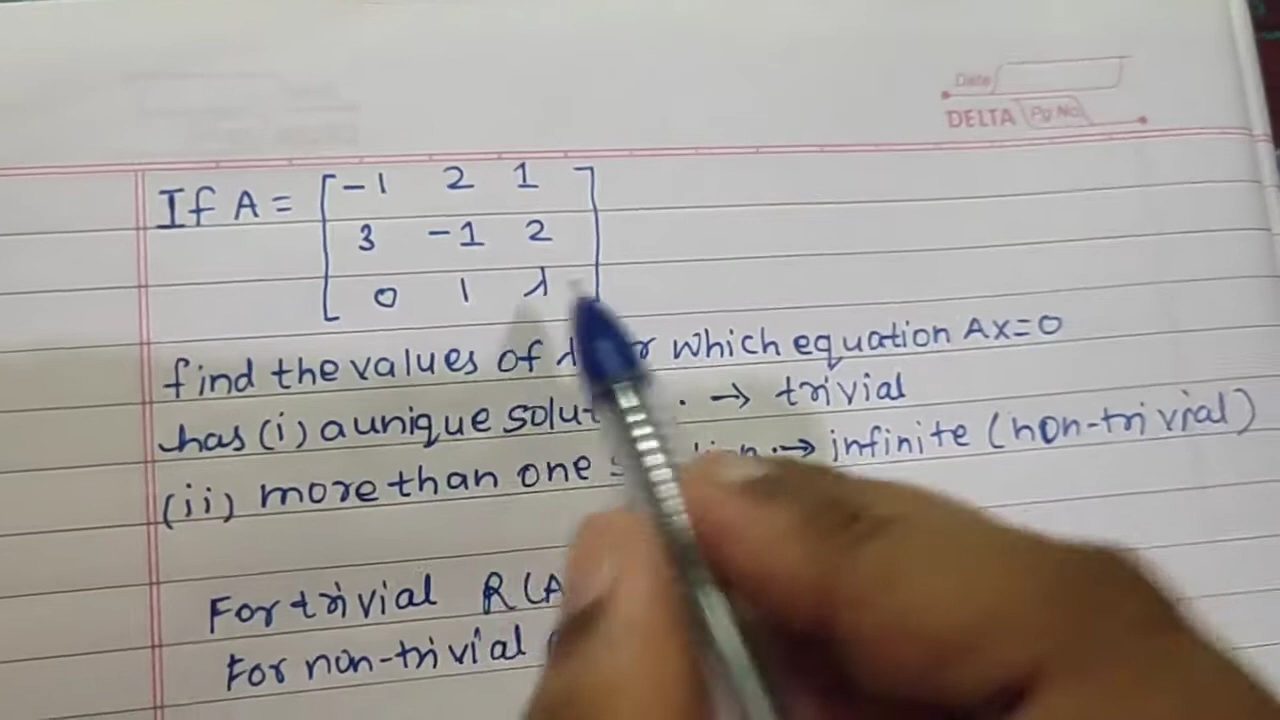 Date
DELTA Pg No
If A = [ -1 2 1
3 -1 2
0 1 λ ]
find the values of λ which equation AX=0
has (i) a unique → trivial
(ii) more than one → infinite (non-trivial)
For trivial R(A
For non-trivial